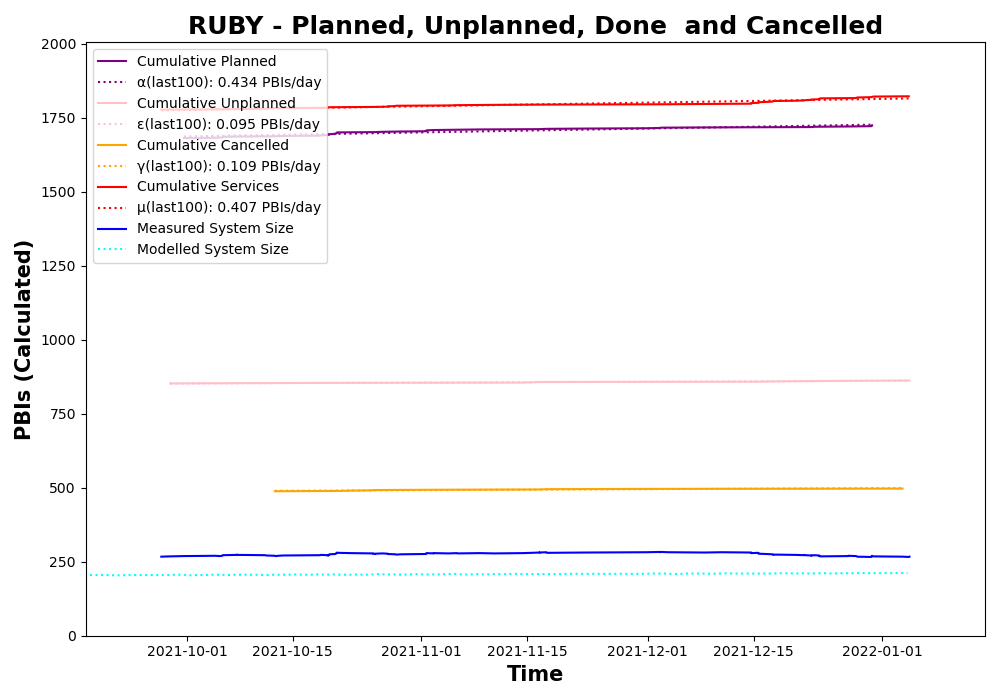 RUBY - Planned, Unplanned, Done  and Cancelled
PBIs (Calculated)
2000
1750
1500
1250
1000
750
500
250
0
Cumulative Planned
α(last100): 0.434 PBIs/day
Cumulative Unplanned
ε(last100): 0.095 PBIs/day
Cumulative Cancelled
γ(last100): 0.109 PBIs/day
Cumulative Services
μ(last100): 0.407 PBIs/day
Measured System Size
Modelled System Size
2021-10-01 2021-10-15 2021-11-01 2021-11-15 2021-12-01 2021-12-15 2022-01-01
Time